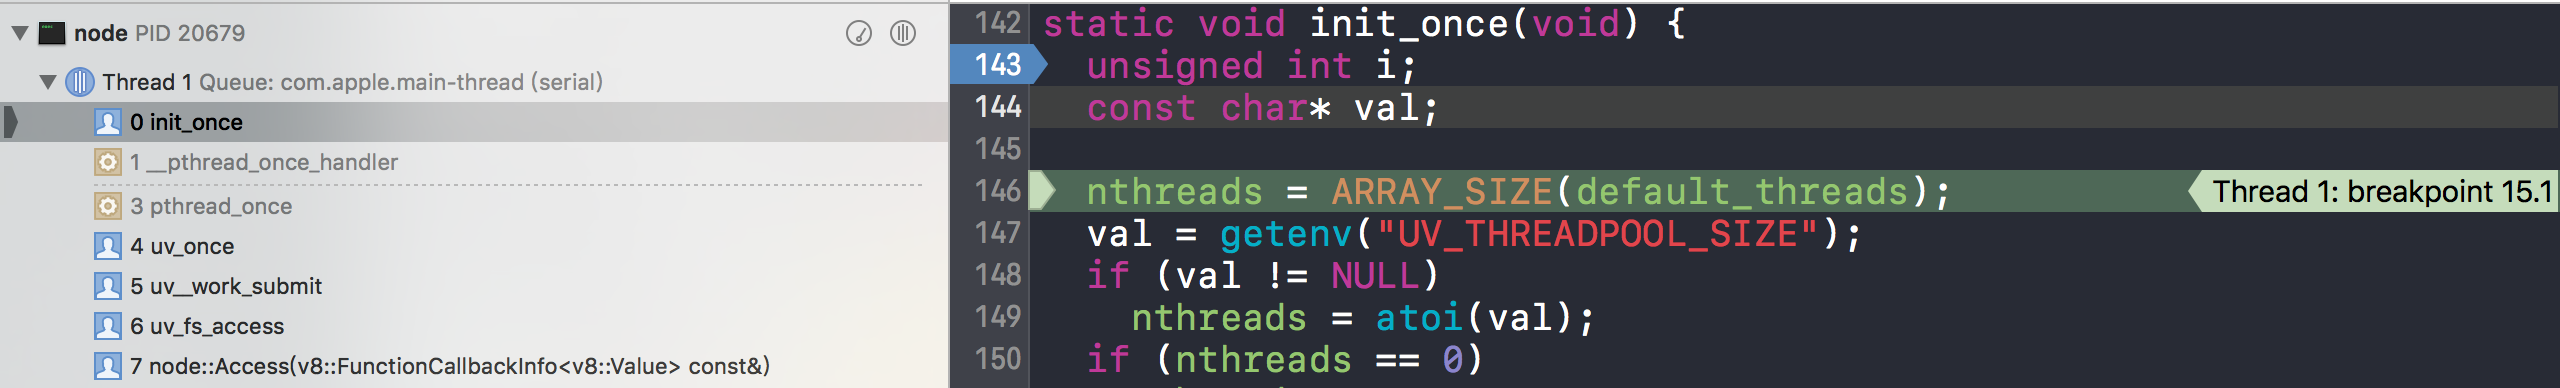 node PID 20679
Thread 1 Queue: com.apple.main-thread (serial)
0 init_once
1 __pthread_once_handler
3 pthread_once
4 uv_once
5 uv__work_submit
6 uv_fs_access
7 node::Access(v8::FunctionCallbackInfo<v8::Value> const&)
142 static void init_once(void) {
143 unsigned int i;
144 const char* val;
145
146 nthreads = ARRAY_SIZE(default_threads); Thread 1: breakpoint 15.1
147 val = getenv("UV_THREADPOOL_SIZE");
148 if (val != NULL)
149 nthreads = atoi(val);
150 if (nthreads == 0)